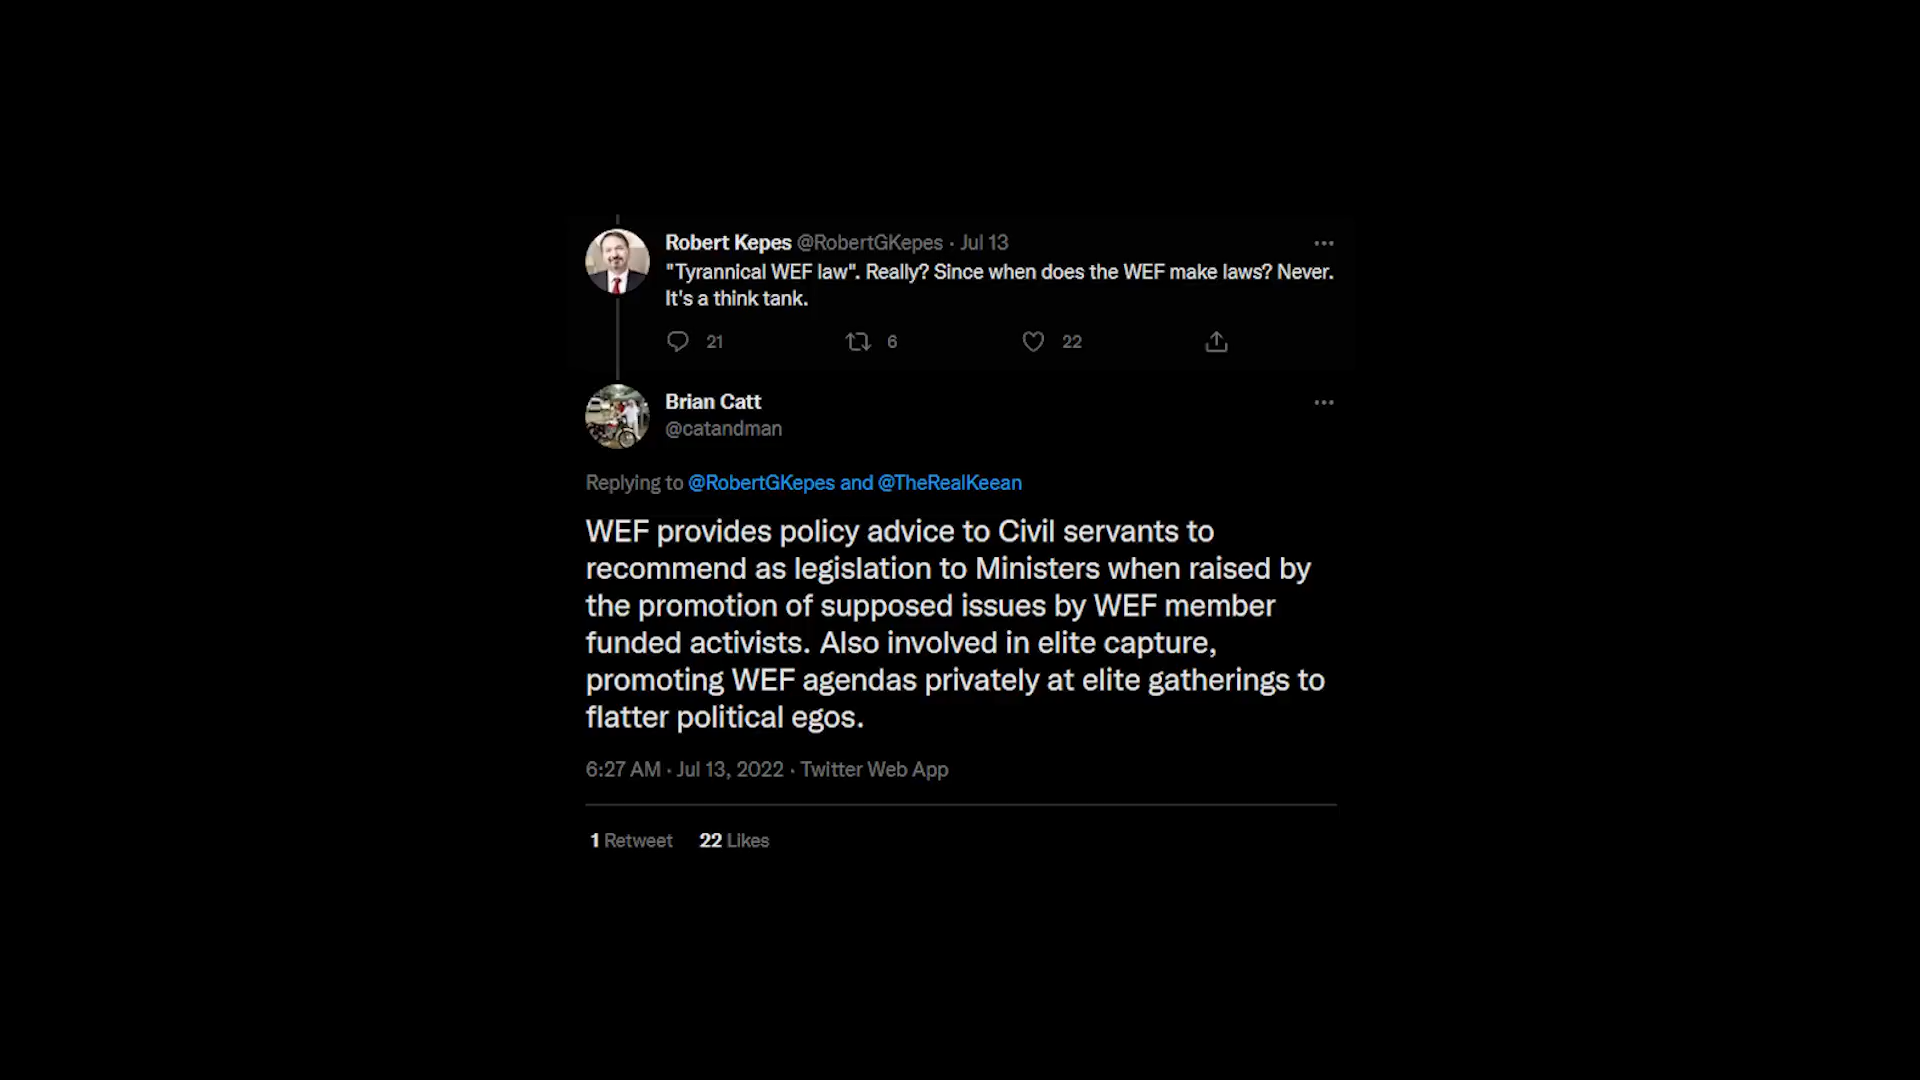 Robert Kepes @RobertGKepes · Jul 13
"Tyrannical WEF law". Really? Since when does the WEF make laws? Never.
It's a think tank.
21 6 22
Brian Catt
@catandman
Replying to @RobertGKepes and @TheRealKeean
WEF provides policy advice to Civil servants to
recommend as legislation to Ministers when raised by
the promotion of supposed issues by WEF member
funded activists. Also involved in elite capture,
promoting WEF agendas privately at elite gatherings to
flatter political egos.
6:27 AM · Jul 13, 2022 · Twitter Web App
1 Retweet 22 Likes